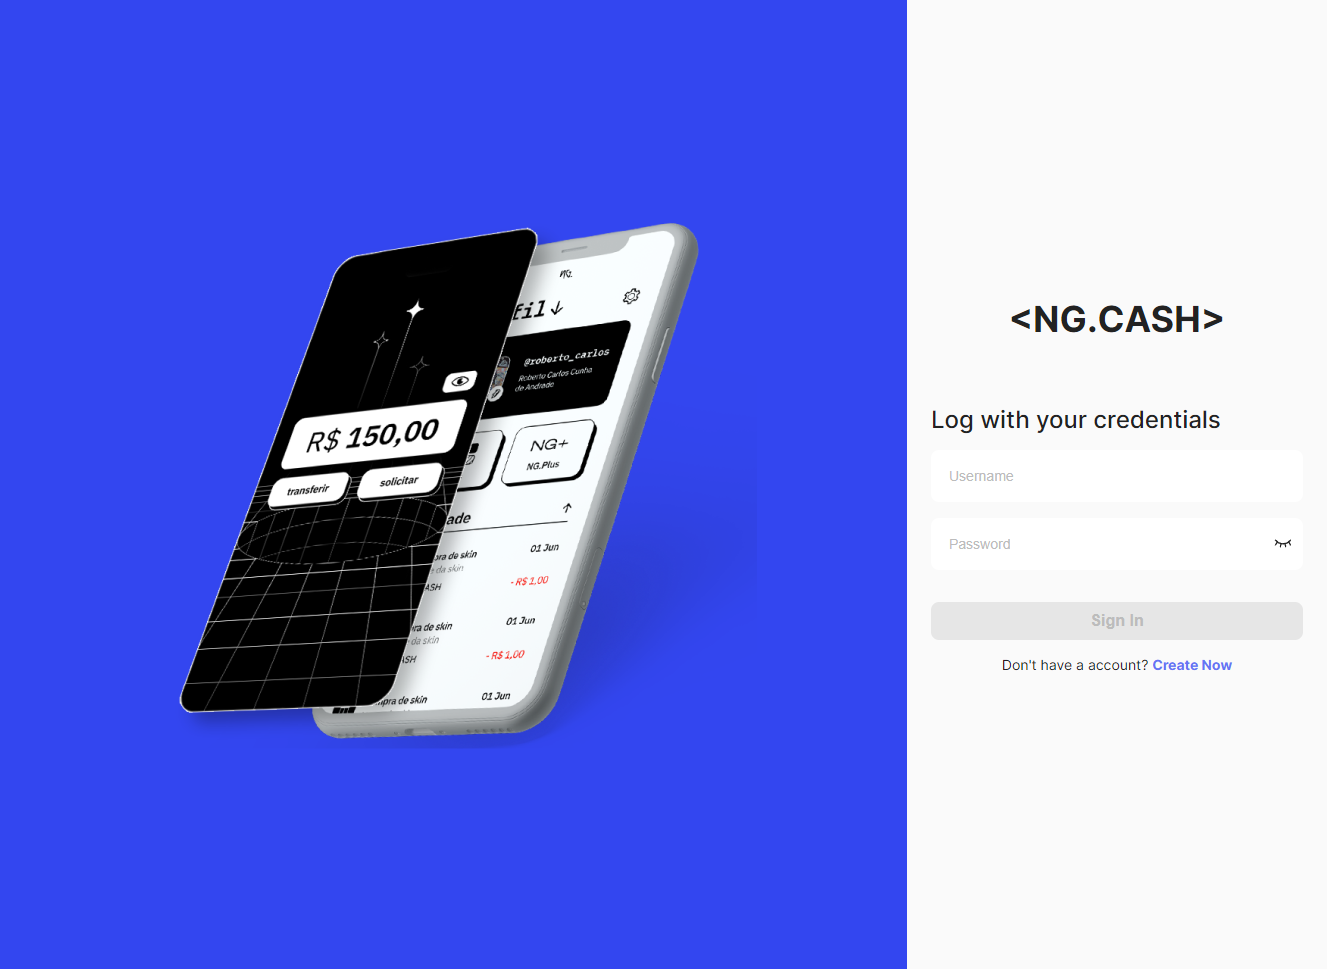 NG.
fil↓
@roberto_carlos
Roberto Carlos Cunha
de Andrade
R$ 150,00
transferir
solicitar
NG+
NG.Plus
ade
ra de skin
01 Jun
da skin
ASH
- R$ 1,00
ra de skin
01 Jun
da skin
SH
- R$ 1,00
mpra de skin
01 Jun
<NG.CASH>
Log with your credentials
Username
Password
Sign In
Don't have a account? Create Now